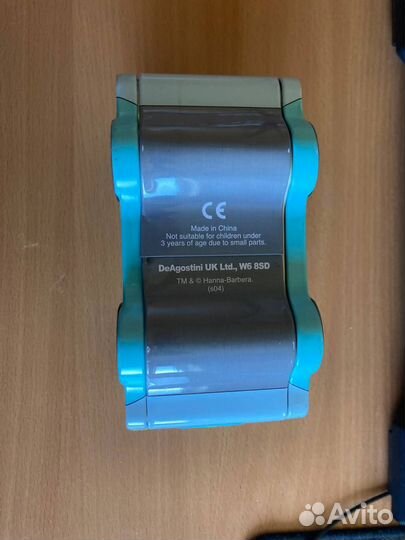 CE
Made in China
Not suitable for children under
3 years of age due to small parts.
DeAgostini UK Ltd., W6 8SD
TM & © Hanna-Barbera.
(s04)
Avito